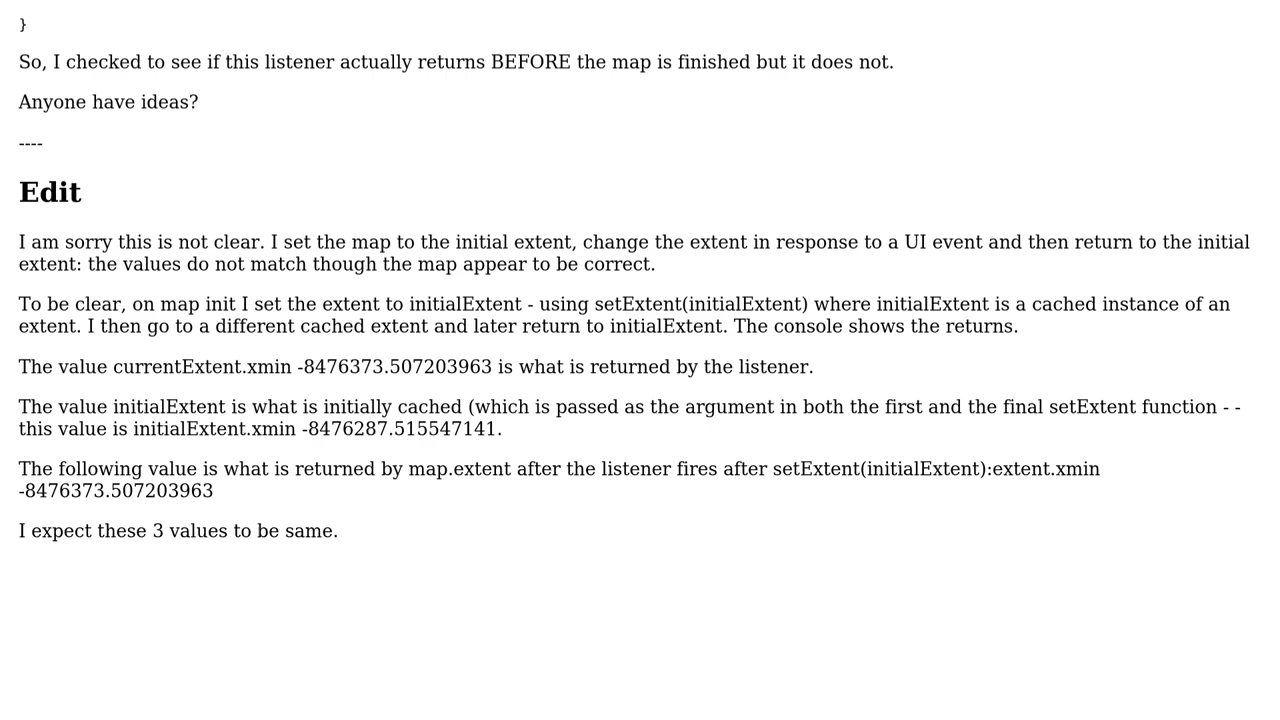 }
So, I checked to see if this listener actually returns BEFORE the map is finished but it does not.
Anyone have ideas?
----
Edit
I am sorry this is not clear. I set the map to the initial extent, change the extent in response to a UI event and then return to the initial
extent: the values do not match though the map appear to be correct.
To be clear, on map init I set the extent to initialExtent - using setExtent(initialExtent) where initialExtent is a cached instance of an
extent. I then go to a different cached extent and later return to initialExtent. The console shows the returns.
The value currentExtent.xmin -8476373.507203963 is what is returned by the listener.
The value initialExtent is what is initially cached (which is passed as the argument in both the first and the final setExtent function - -
this value is initialExtent.xmin -8476287.515547141.
The following value is what is returned by map.extent after the listener fires after setExtent(initialExtent):extent.xmin
-8476373.507203963
I expect these 3 values to be same.